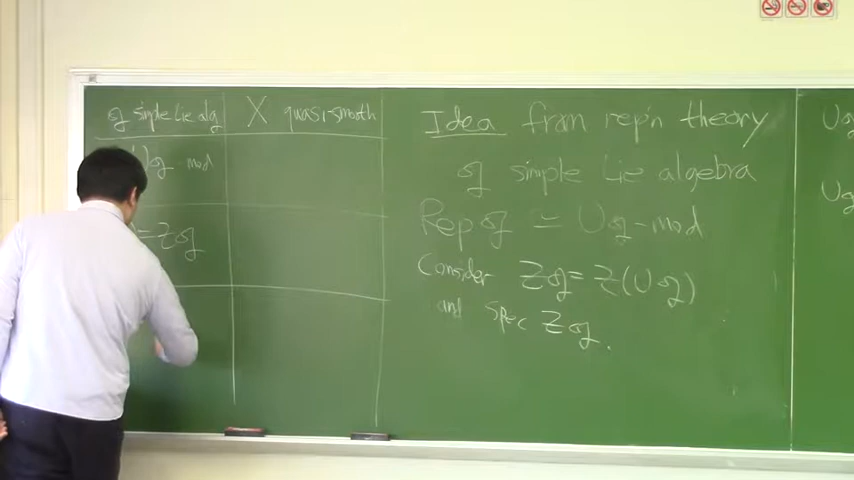 𝔤 simple Lie alg
X quasi-smooth
U𝔤-mod
=Z𝔤
Idea from rep'n theory
𝔤 simple Lie algebra
Rep 𝔤 ≃ U𝔤-mod
Consider Z𝔤 = Z(U𝔤)
and Spec Z𝔤.
U𝔤
U𝔤